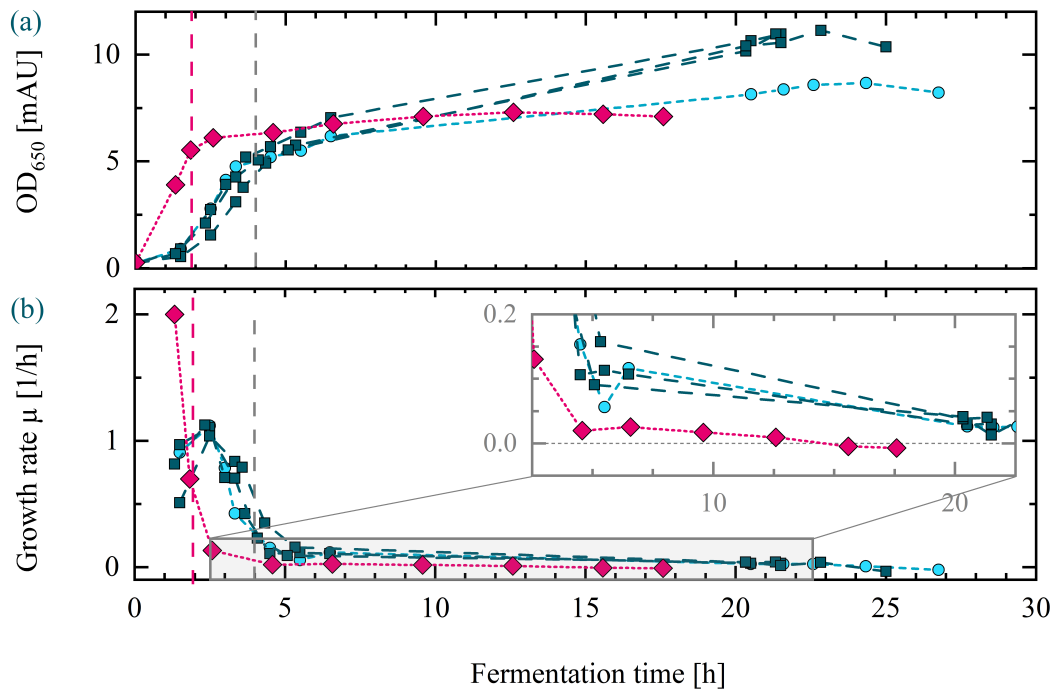 (a)
OD650 [mAU]
10
5
0
(b)
Growth rate μ [1/h]
2
1
0
0.2
0.0
10 20
0 5 10 15 20 25 30
Fermentation time [h]